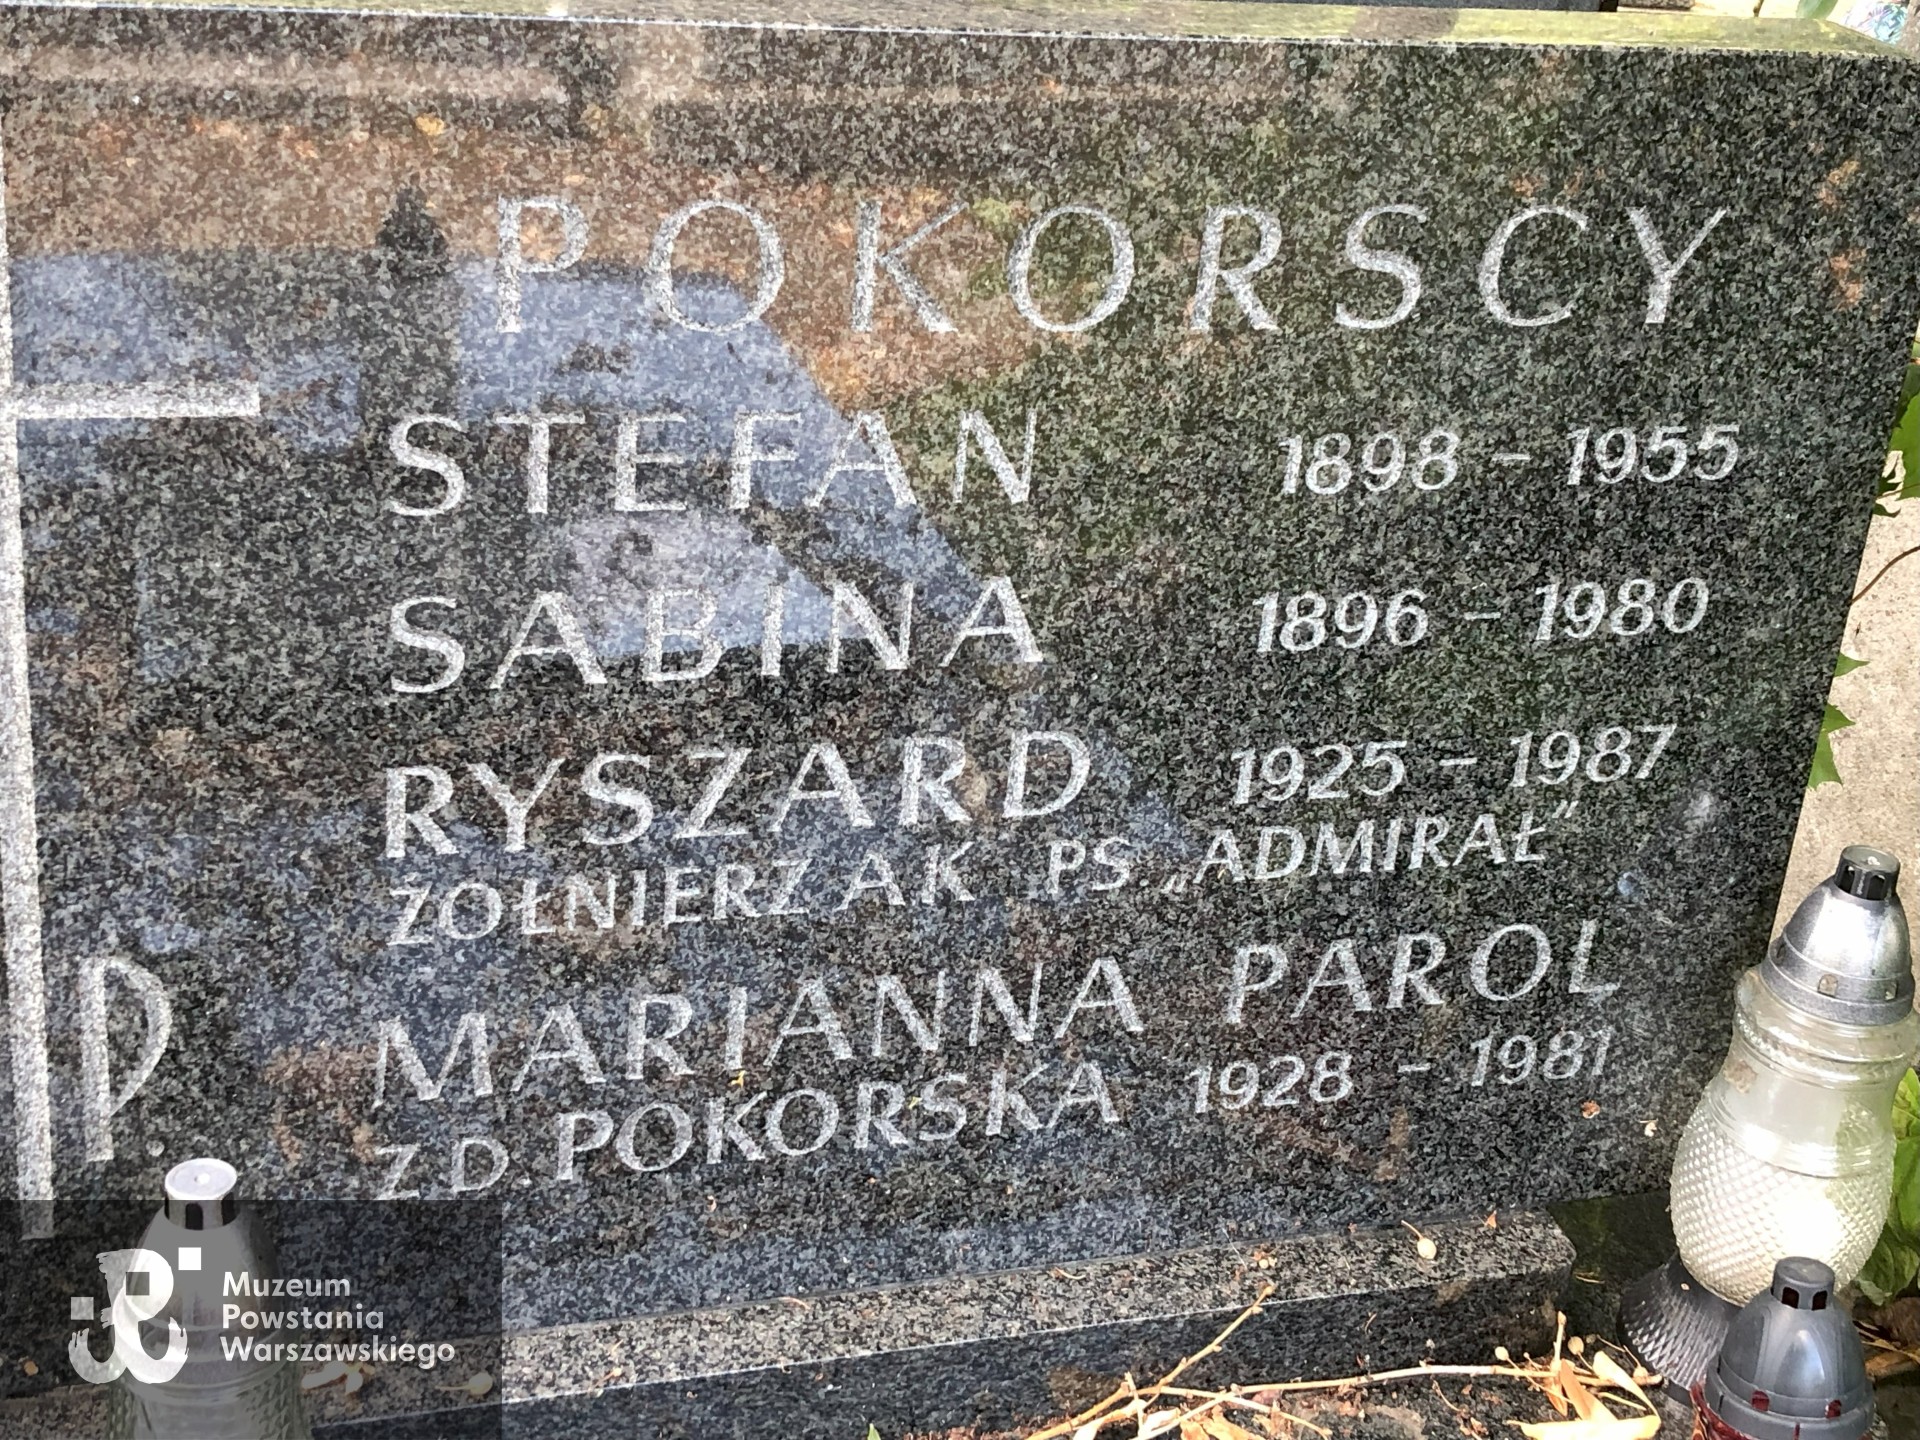 POKORSCY
STEFAN 1898 - 1955
SABINA 1896 - 1980
RYSZARD 1925 - 1987
ŻOŁNIERZ AK PS. „ADMIRAŁ”
MARIANNA PAROL
Z D POKORSKA 1928 - 1981
P.
Muzeum
Powstania
Warszawskiego